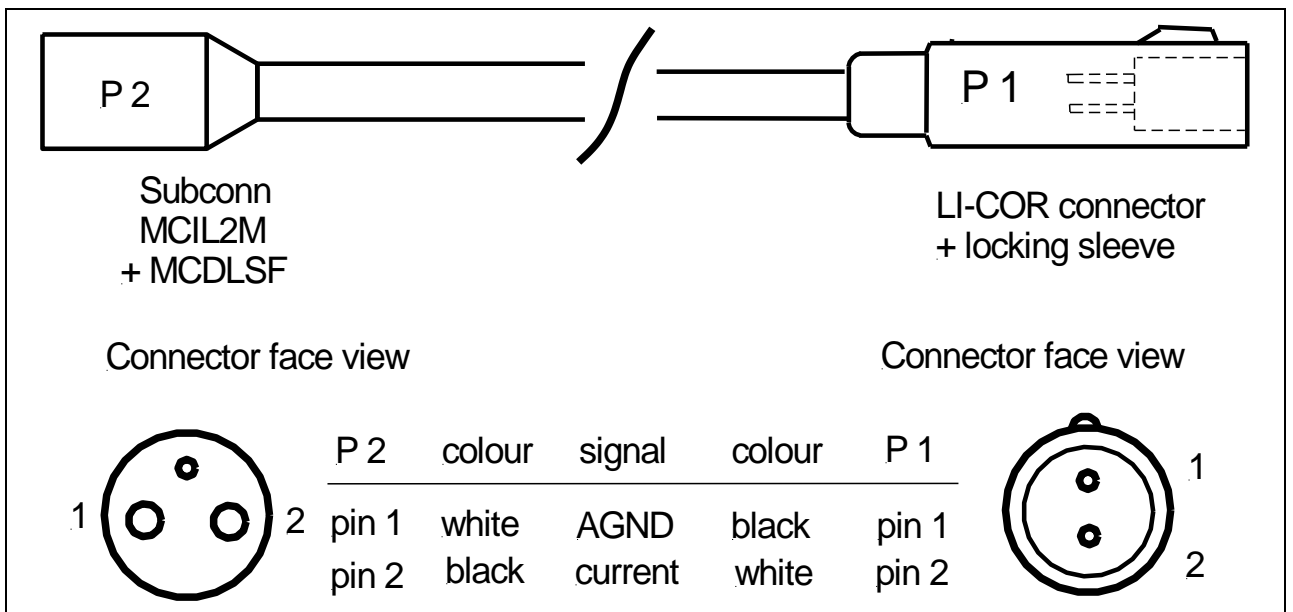 P 2
P 1
Subconn
MCIL2M
+ MCDLSF
LI-COR connector
+ locking sleeve
Connector face view
Connector face view
P 2 colour signal colour P 1
1 2 pin 1 white AGND black pin 1 1
pin 2 black current white pin 2 2